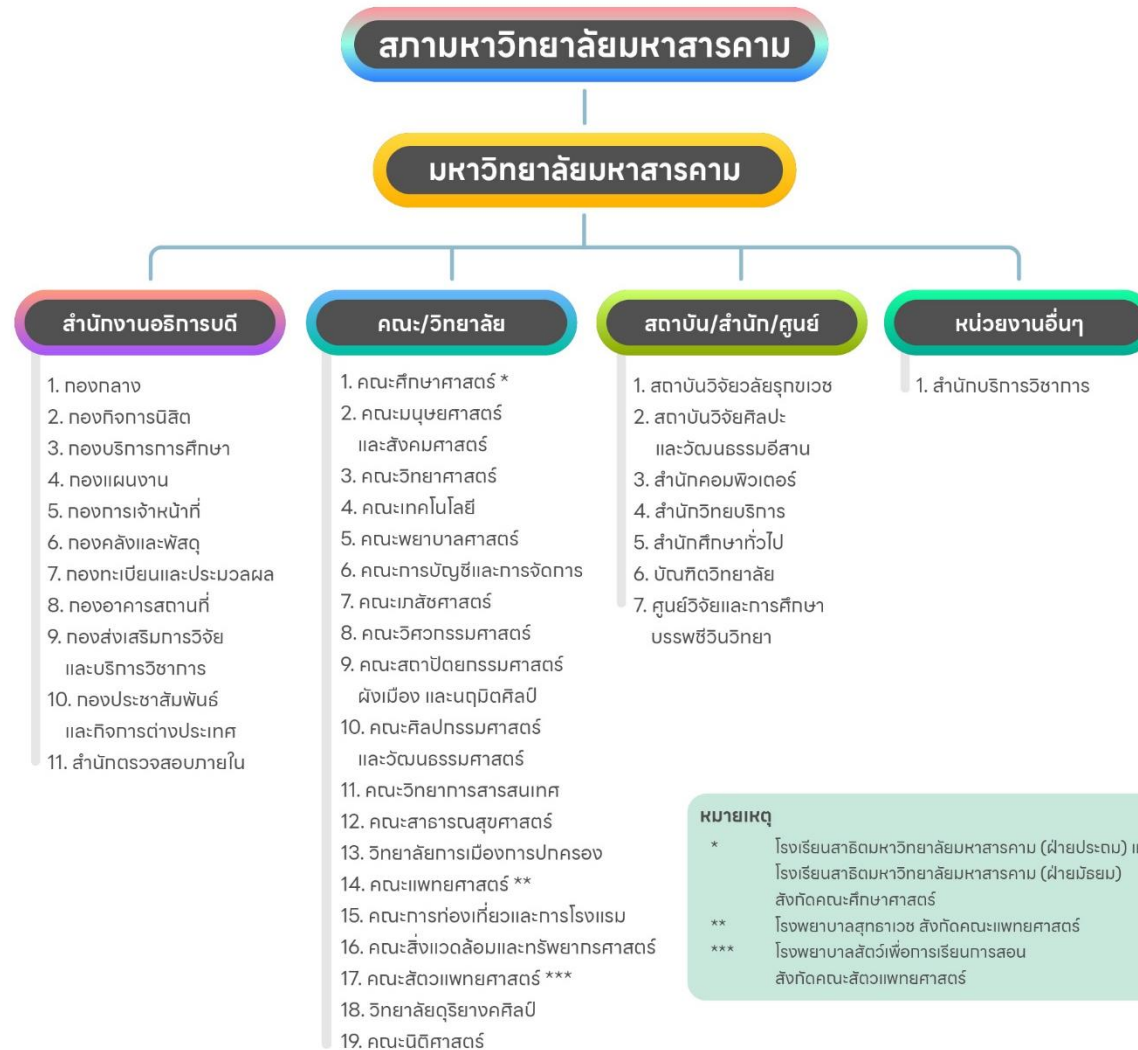 สภามหาวิทยาลัยมหาสารคาม
มหาวิทยาลัยมหาสารคาม
สำนักงานอธิการบดี
1. กองกลาง
2. กองกิจการนิสิต
3. กองบริการการศึกษา
4. กองแผนงาน
5. กองการเจ้าหน้าที่
6. กองคลังและพัสดุ
7. กองทะเบียนและประมวลผล
8. กองอาคารสถานที่
9. กองส่งเสริมการวิจัย
และบริการวิชาการ
10. กองประชาสัมพันธ์
และกิจการต่างประเทศ
11. สำนักตรวจสอบภายใน
คณะ/วิทยาลัย
1. คณะศึกษาศาสตร์ *
2. คณะมนุษยศาสตร์
และสังคมศาสตร์
3. คณะวิทยาศาสตร์
4. คณะเทคโนโลยี
5. คณะพยาบาลศาสตร์
6. คณะการบัญชีและการจัดการ
7. คณะเภสัชศาสตร์
8. คณะวิศวกรรมศาสตร์
9. คณะสถาปัตยกรรมศาสตร์
ผังเมือง และนฤมิตศิลป์
10. คณะศิลปกรรมศาสตร์
และวัฒนธรรมศาสตร์
11. คณะวิทยาการสารสนเทศ
12. คณะสาธารณสุขศาสตร์
13. วิทยาลัยการเมืองการปกครอง
14. คณะแพทยศาสตร์ **
15. คณะการท่องเที่ยวและการโรงแรม
16. คณะสิ่งแวดล้อมและทรัพยากรศาสตร์
17. คณะสัตวแพทยศาสตร์ ***
18. วิทยาลัยดุริยางคศิลป์
19. คณะนิติศาสตร์
สถาบัน/สำนัก/ศูนย์
1. สถาบันวิจัยวลัยรุกขเวช
2. สถาบันวิจัยศิลปะ
และวัฒนธรรมอีสาน
3. สำนักคอมพิวเตอร์
4. สำนักวิทยบริการ
5. สำนักศึกษาทั่วไป
6. บัณฑิตวิทยาลัย
7. ศูนย์วิจัยและการศึกษา
บรรพชีวินวิทยา
หน่วยงานอื่นๆ
1. สำนักบริการวิชาการ
หมายเหตุ
* โรงเรียนสาธิตมหาวิทยาลัยมหาสารคาม (ฝ่ายประถม)
โรงเรียนสาธิตมหาวิทยาลัยมหาสารคาม (ฝ่ายมัธยม)
สังกัดคณะศึกษาศาสตร์
** โรงพยาบาลสุทธาเวช สังกัดคณะแพทยศาสตร์
*** โรงพยาบาลสัตว์เพื่อการเรียนการสอน
สังกัดคณะสัตวแพทยศาสตร์